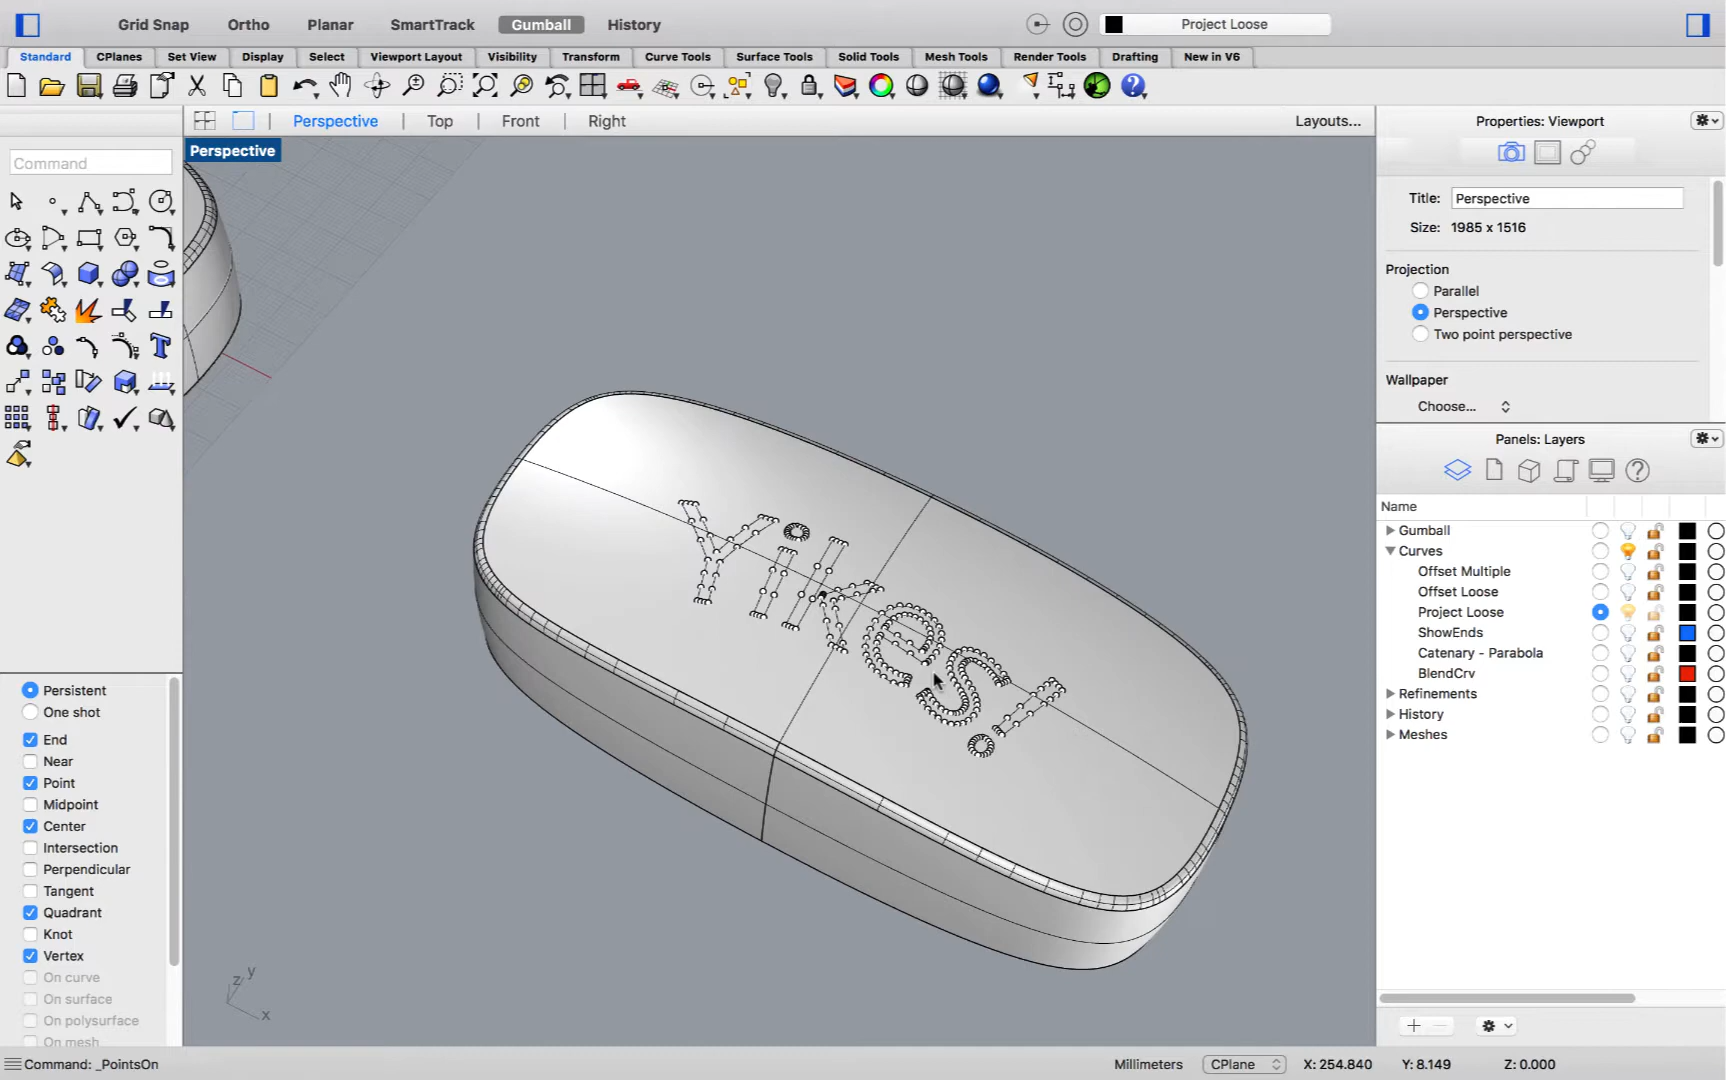 Grid Snap Ortho Planar SmartTrack Gumball History Project Loose
Standard CPlanes Set View Display Select Viewport Layout Visibility Transform Curve Tools Surface Tools Solid Tools Mesh Tools Render Tools Drafting New in V6
Perspective Top Front Right Layouts...
Perspective
Command
Yikes!
Properties: Viewport
Title: Perspective
Size: 1985 x 1516
Projection
Parallel
Perspective
Two point perspective
Wallpaper
Choose...
Panels: Layers
Name
Gumball
Curves
Offset Multiple
Offset Loose
Project Loose
ShowEnds
Catenary - Parabola
BlendCrv
Refinements
History
Meshes
Persistent
One shot
End
Near
Point
Midpoint
Center
Intersection
Perpendicular
Tangent
Quadrant
Knot
Vertex
On curve
On surface
On polysurface
On mesh
z y
x
Command: _PointsOn
Millimeters CPlane X: 254.840 Y: 8.149 Z: 0.000